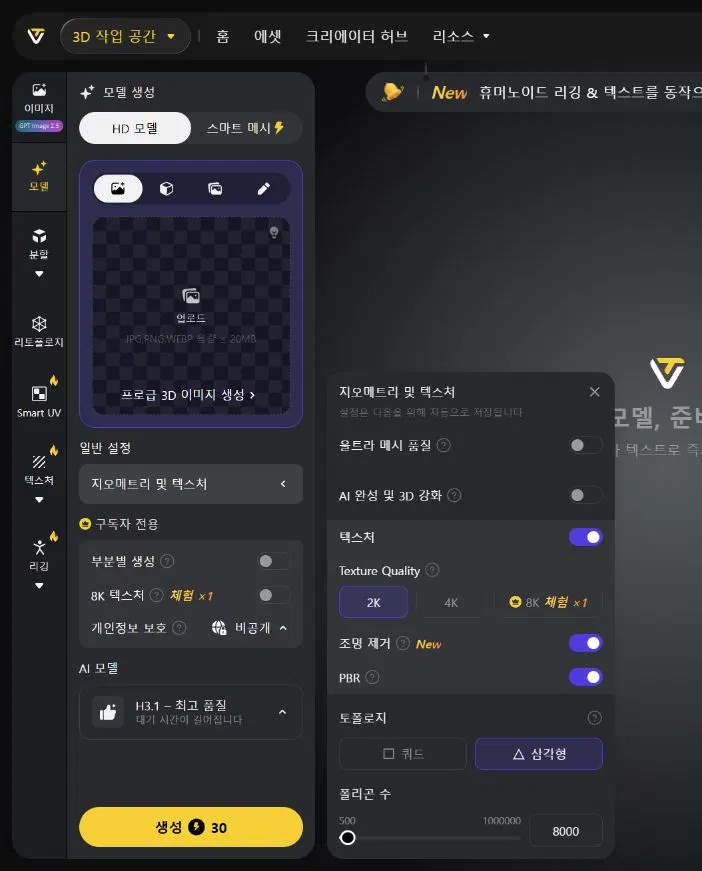 3D 작업 공간
홈
에셋
크리에이터 허브
리소스
이미지
GPT Image 2.5
모델
분할
리토폴로지
Smart UV
텍스처
리깅
모델 생성
HD 모델
스마트 메시
업로드
JPG,PNG,WEBP 용량 ≤ 20MB
프로급 3D 이미지 생성
일반 설정
지오메트리 및 텍스처
구독자 전용
부분별 생성
8K 텍스처 체험 ×1
개인정보 보호 비공개
AI 모델
H3.1 – 최고 품질
대기 시간이 길어집니다
생성 30
New 휴머노이드 리깅 & 텍스트를 동작으
모델, 준비
텍스트로 즉
지오메트리 및 텍스처
설정은 다음을 위해 자동으로 저장됩니다
울트라 메시 품질
AI 완성 및 3D 강화
텍스처
Texture Quality
2K 4K 8K 체험 ×1
조명 제거 New
PBR
토폴로지
쿼드 삼각형
폴리곤 수
500 1000000
8000